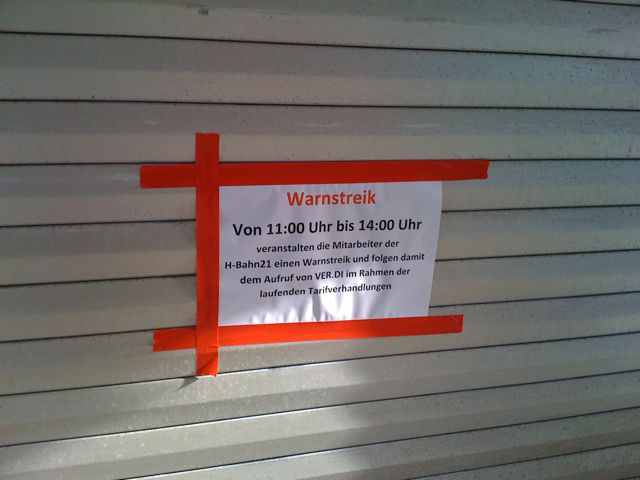 Warnstreik
Von 11:00 Uhr bis 14:00 Uhr
veranstalten die Mitarbeiter der
H-Bahn21 einen Warnstreik und folgen damit
dem Aufruf von VER.DI im Rahmen der
laufenden Tarifverhandlungen